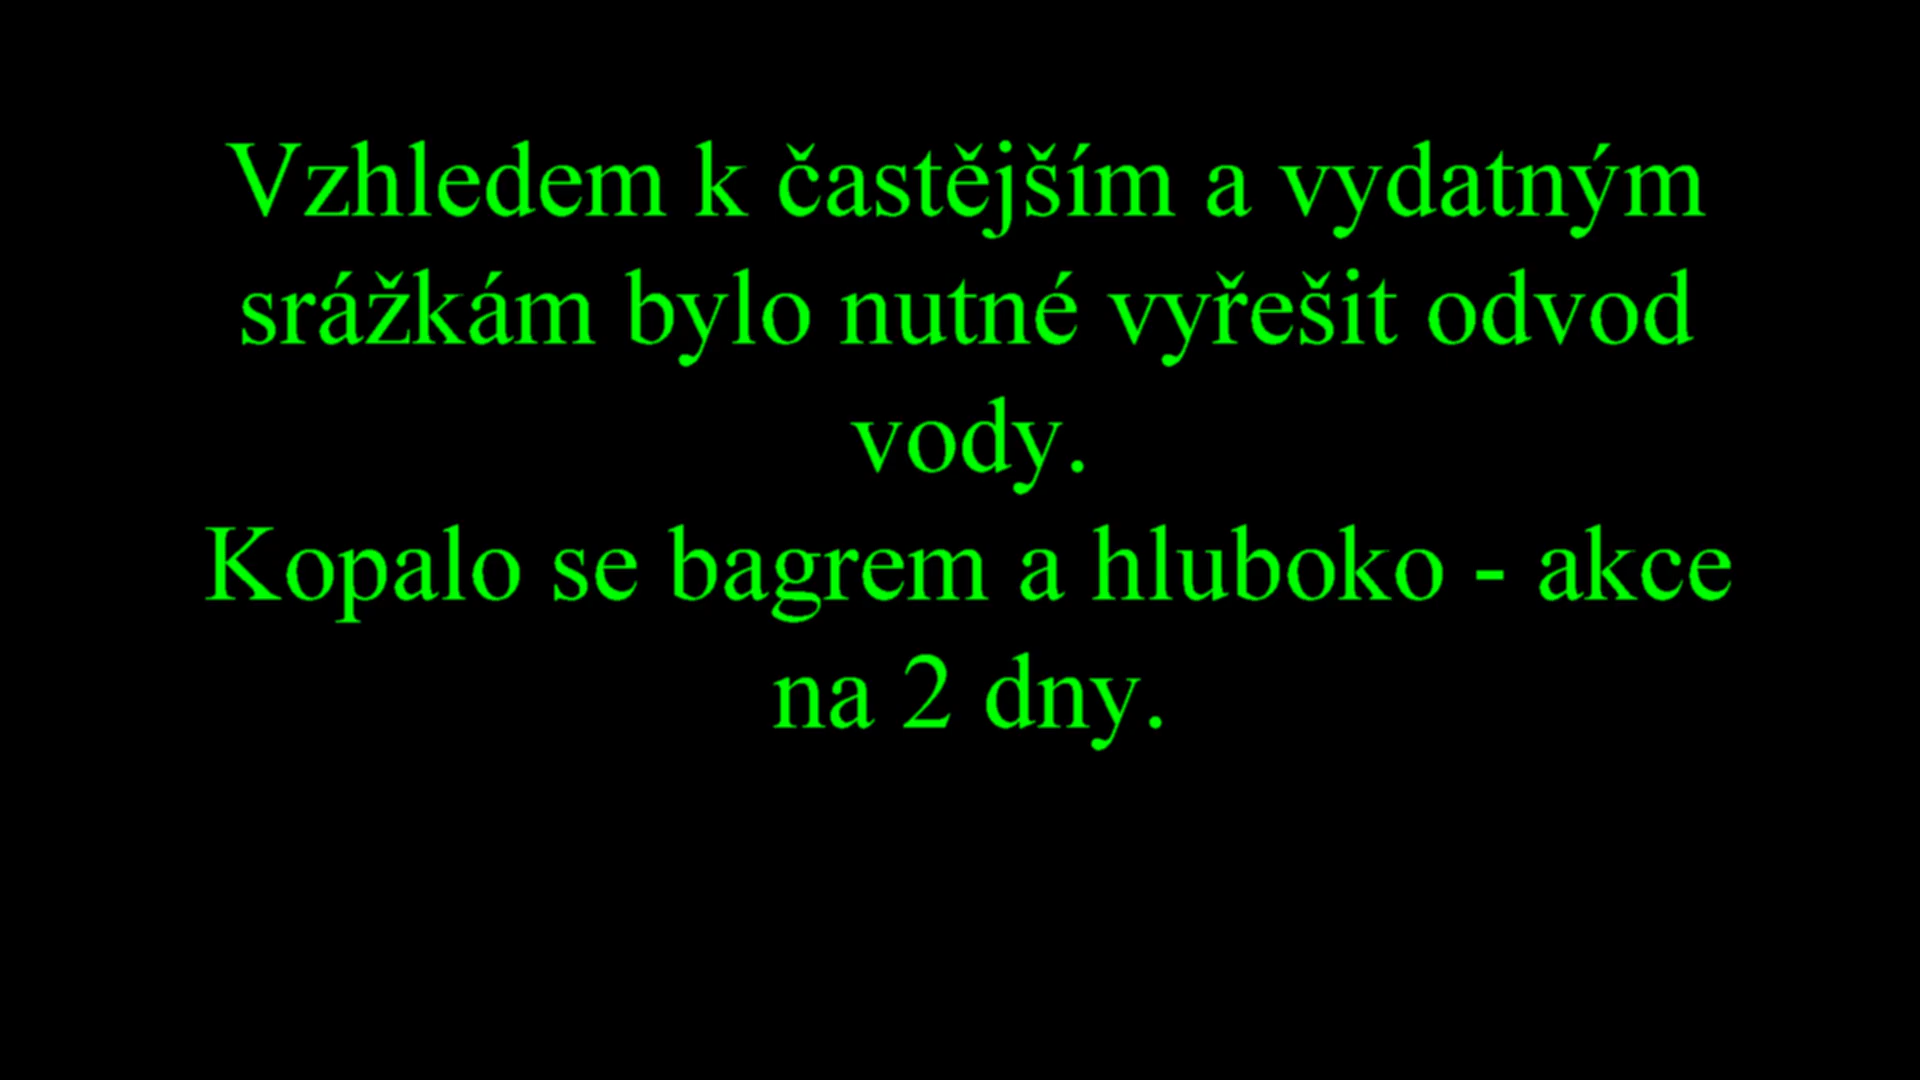 Vzhledem k častějším a vydatným
srážkám bylo nutné vyřešit odvod
vody.
Kopalo se bagrem a hluboko - akce
na 2 dny.